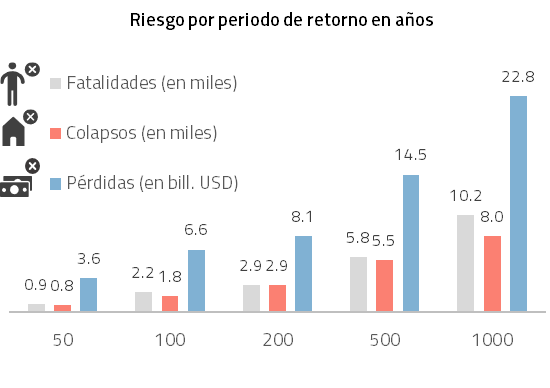 Riesgo por periodo de retorno en años
Fatalidades (en miles)
Colapsos (en miles)
Pérdidas (en bill. USD)
0.9 0.8 3.6
2.2 1.8 6.6
2.9 2.9 8.1
5.8 5.5 14.5
10.2 8.0 22.8
50 100 200 500 1000